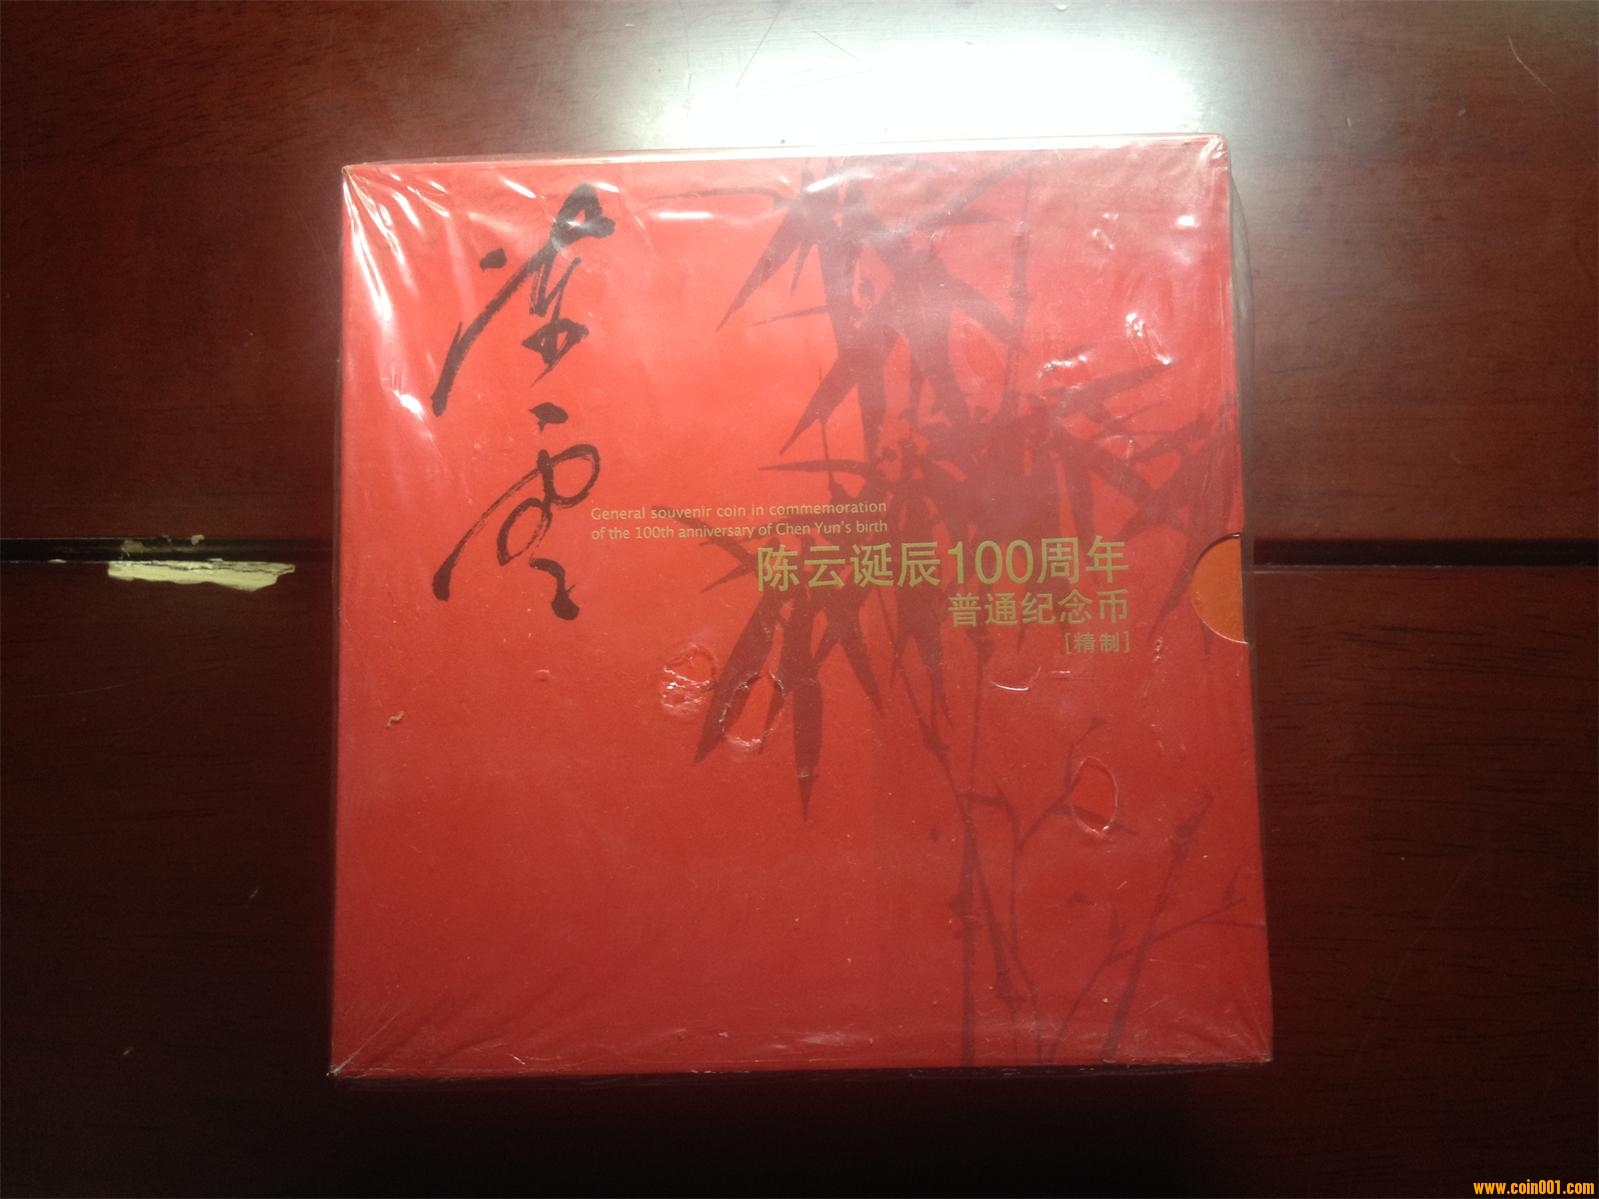 陈云
General souvenir coin in commemoration
of the 100th anniversary of Chen Yun's birth
陈云诞辰100周年
普通纪念币
[精制]
www.coin001.com